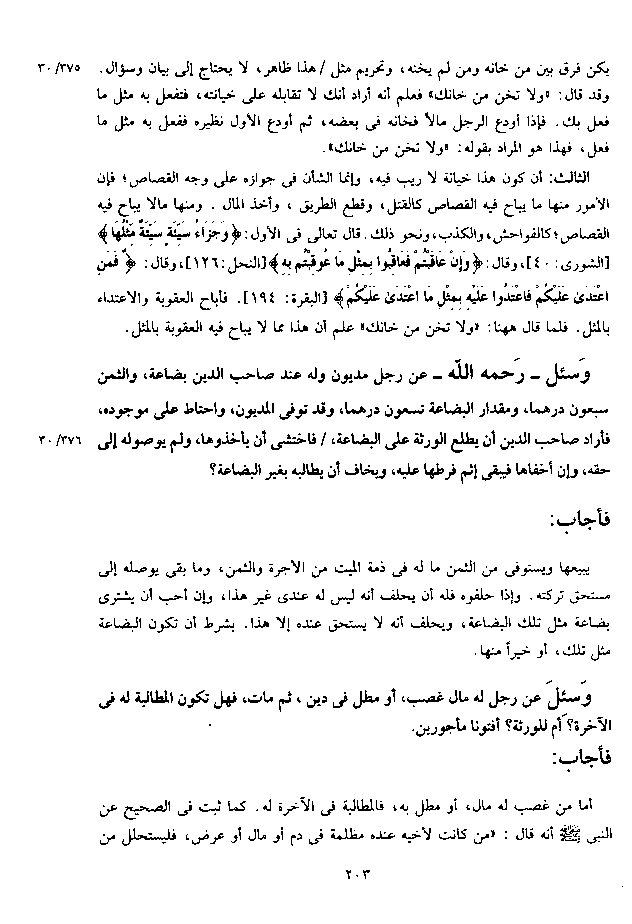 يكن فرق بين من خانه ومن لم يخنه، وتحريم مثل / هذا ظاهر، لا يحتاج إلى بيان وسؤال. ٣٠/٣٧٥
وقد قال: «ولا تخن من خانك» فعلم أنه أراد أنك لا تقابله على خيانته، فتفعل به مثل ما
فعل بك. فإذا أودع الرجل مالاً فخانه فى بعضه، ثم أودع الأول نظيره ففعل به مثل ما
فعل، فهذا هو المراد بقوله: «ولا تخن من خانك».
الثالث: أن كون هذا خيانة لا ريب فيه، وإنما الشأن فى جوازه على وجه القصاص؛ فإن
الأمور منها ما يباح فيه القصاص كالقتل، وقطع الطريق، وأخذ المال. ومنها مالا يباح فيه
القصاص؛ كالفواحش، والكذب، ونحو ذلك. قال تعالى فى الأول: ﴿وَجَزَاءُ سَيِّئَةٍ سَيِّئَةٌ مِّثْلُهَا﴾
[الشورى: ٤٠]، وقال: ﴿وَإِنْ عَاقَبْتُمْ فَعَاقِبُوا بِمِثْلِ مَا عُوقِبْتُم بِهِ﴾ [النحل: ١٢٦]، وقال: ﴿فَمَنِ
اعْتَدَىٰ عَلَيْكُمْ فَاعْتَدُوا عَلَيْهِ بِمِثْلِ مَا اعْتَدَىٰ عَلَيْكُمْ﴾ [البقرة: ١٩٤]. فأباح العقوبة والاعتداء
بالمثل. فلما قال ههنا: «ولا تخن من خانك» علم أن هذا مما لا يباح فيه العقوبة بالمثل.
وَسئل ـ رَحمه اللَّه ـ عن رجل مديون وله عند صاحب الدين بضاعة، والثمن
سبعون درهما، ومقدار البضاعة تسعون درهما، وقد توفى المديون، واحتاط على موجوده،
فأراد صاحب الدين أن يطلع الورثة على البضاعة، / فاختشى أن يأخذوها، ولم يوصوله إلى ٣٠/٣٧٦
حقه، وإن أخفاها فيبقى إثم فرطها عليه، ويخاف أن يطالبه بغير البضاعة؟
فأجاب:
يبيعها ويستوفى من الثمن ما له فى ذمة الميت من الأجرة والثمن، وما بقى يوصله إلى
مستحق تركته. وإذا حلفوه فله أن يحلف أنه ليس له عندى غير هذا، وإن أحب أن يشترى
بضاعة مثل تلك البضاعة، ويحلف أنه لا يستحق عنده إلا هذا. بشرط أن تكون البضاعة
مثل تلك، أو خيراً منها.
وَسئلَ عن رجل له مال غصب، أو مطل فى دين، ثم مات، فهل تكون المطالبة له فى
الآخرة؟ أم للورثة؟ أفتونا مأجورين.
فأجاب:
أما من غصب له مال، أو مطل به، فالمطالبة فى الآخرة له. كما ثبت فى الصحيح عن
النبى ﷺ أنه قال: «من كانت لأخيه عنده مظلمة فى دم أو مال أو عرض، فليستحلل من
٢٠٣